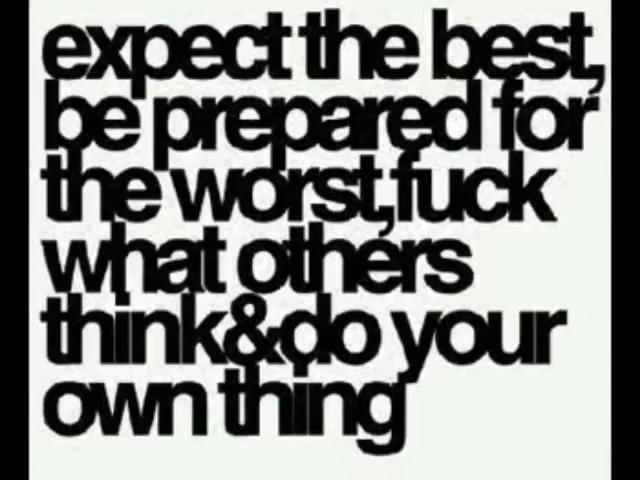 expect the best,
be prepared for
the worst,fuck
what others
think&do your
own thing